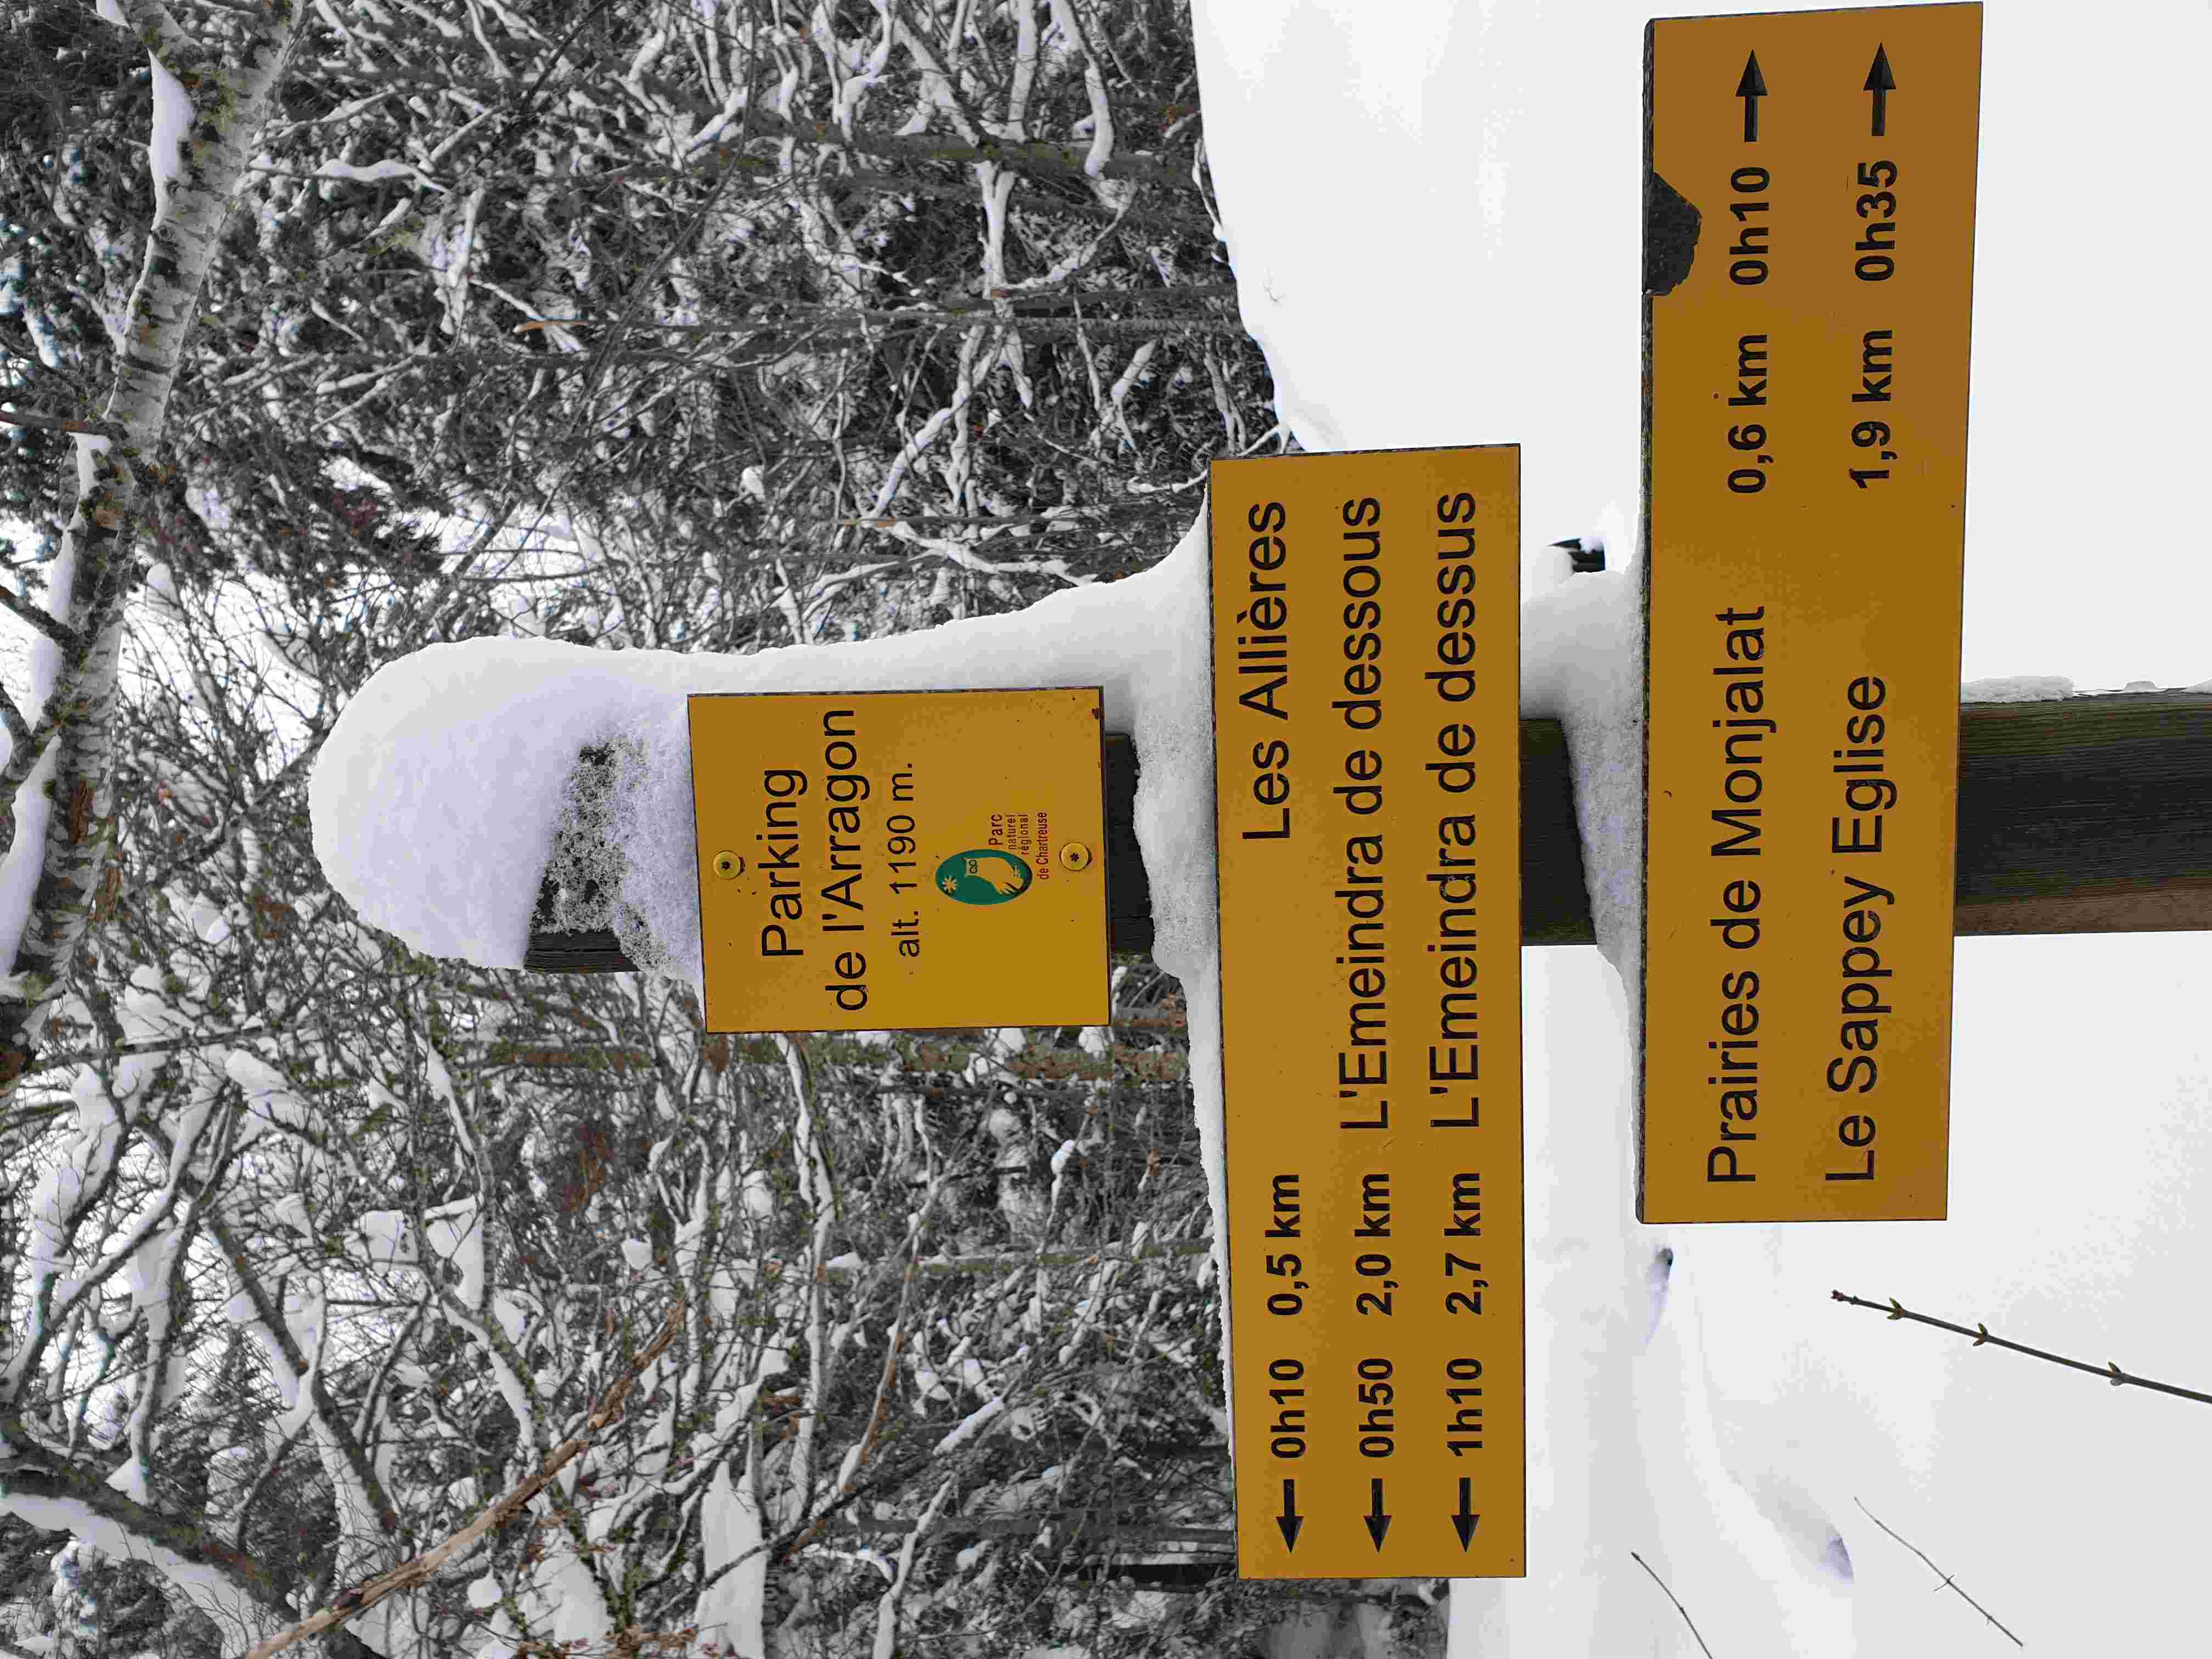 Parking
de l'Arragon
alt. 1190 m.
Parc
naturel
régional
de Chartreuse
0h10 0,5 km Les Allières
0h50 2,0 km L'Emeindra de dessous
1h10 2,7 km L'Emeindra de dessus
Prairies de Monjalat 0,6 km 0h10
Le Sappey Eglise 1,9 km 0h35